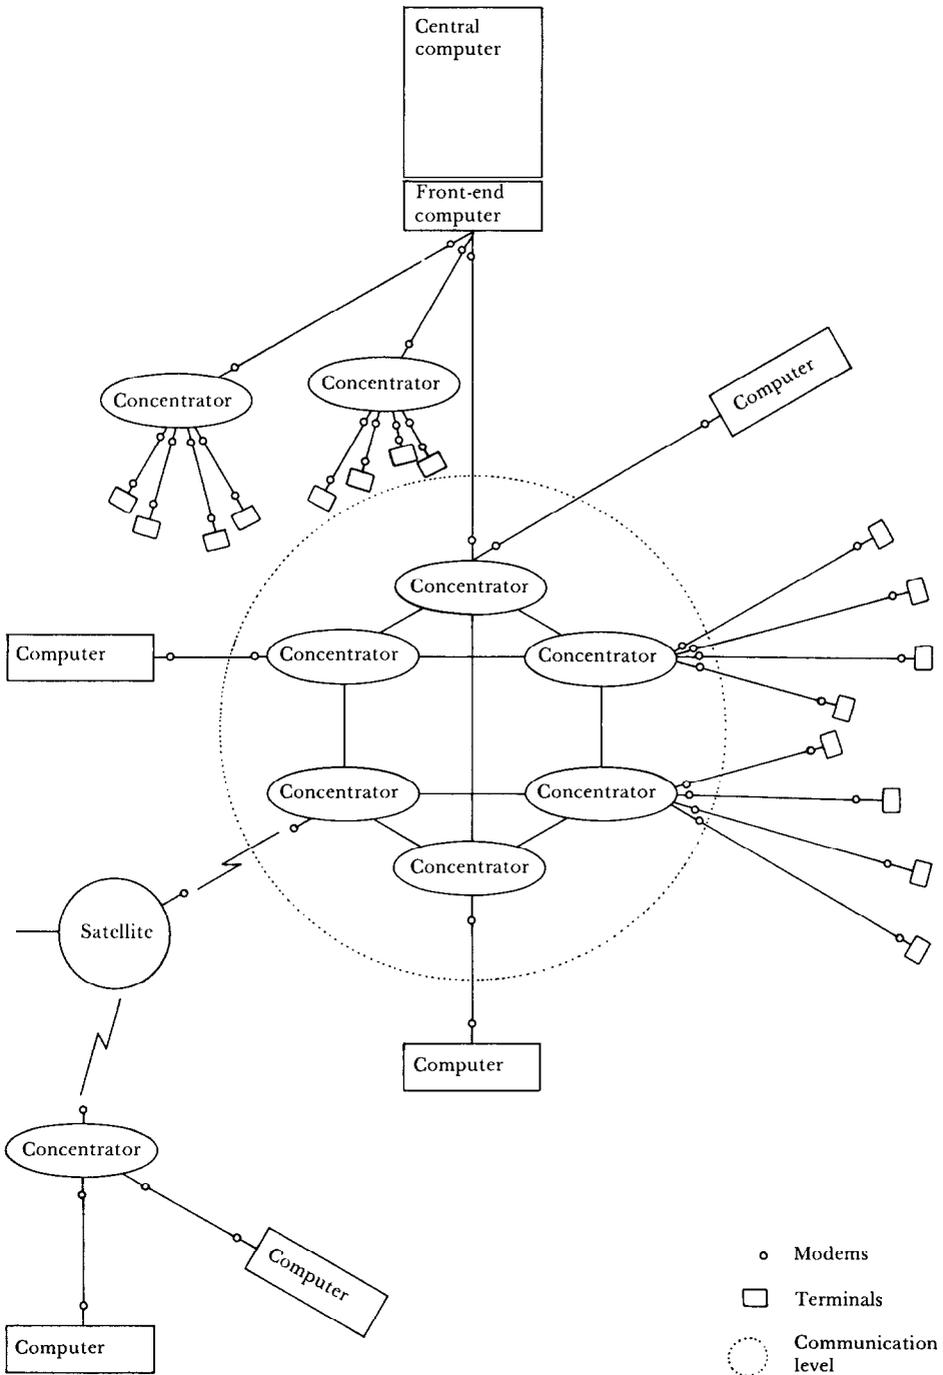 Central
computer
Front-end
computer
Computer
Concentrator
Concentrator
Concentrator
Computer
Concentrator
Concentrator
Concentrator
Concentrator
Concentrator
Satellite
Computer
Concentrator
Computer
Computer
Modems
Terminals
Communication
level